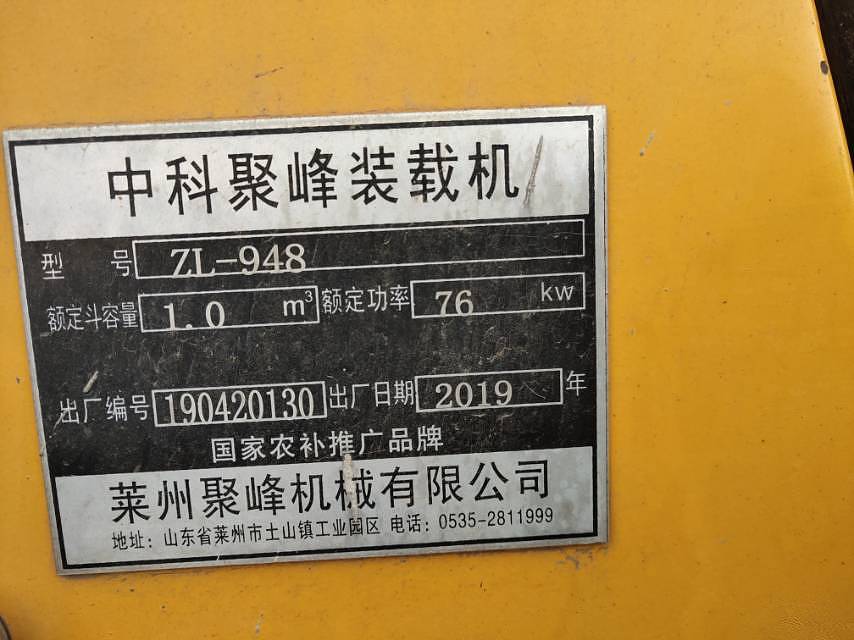 中科聚峰装载机
型 号 ZL-948
额定斗容量 1.0 m³ 额定功率 76 kw
出厂编号 190420130 出厂日期 2019 年
国家农补推广品牌
莱州聚峰机械有限公司
地址：山东省莱州市土山镇工业园区 电话：0535-2811999